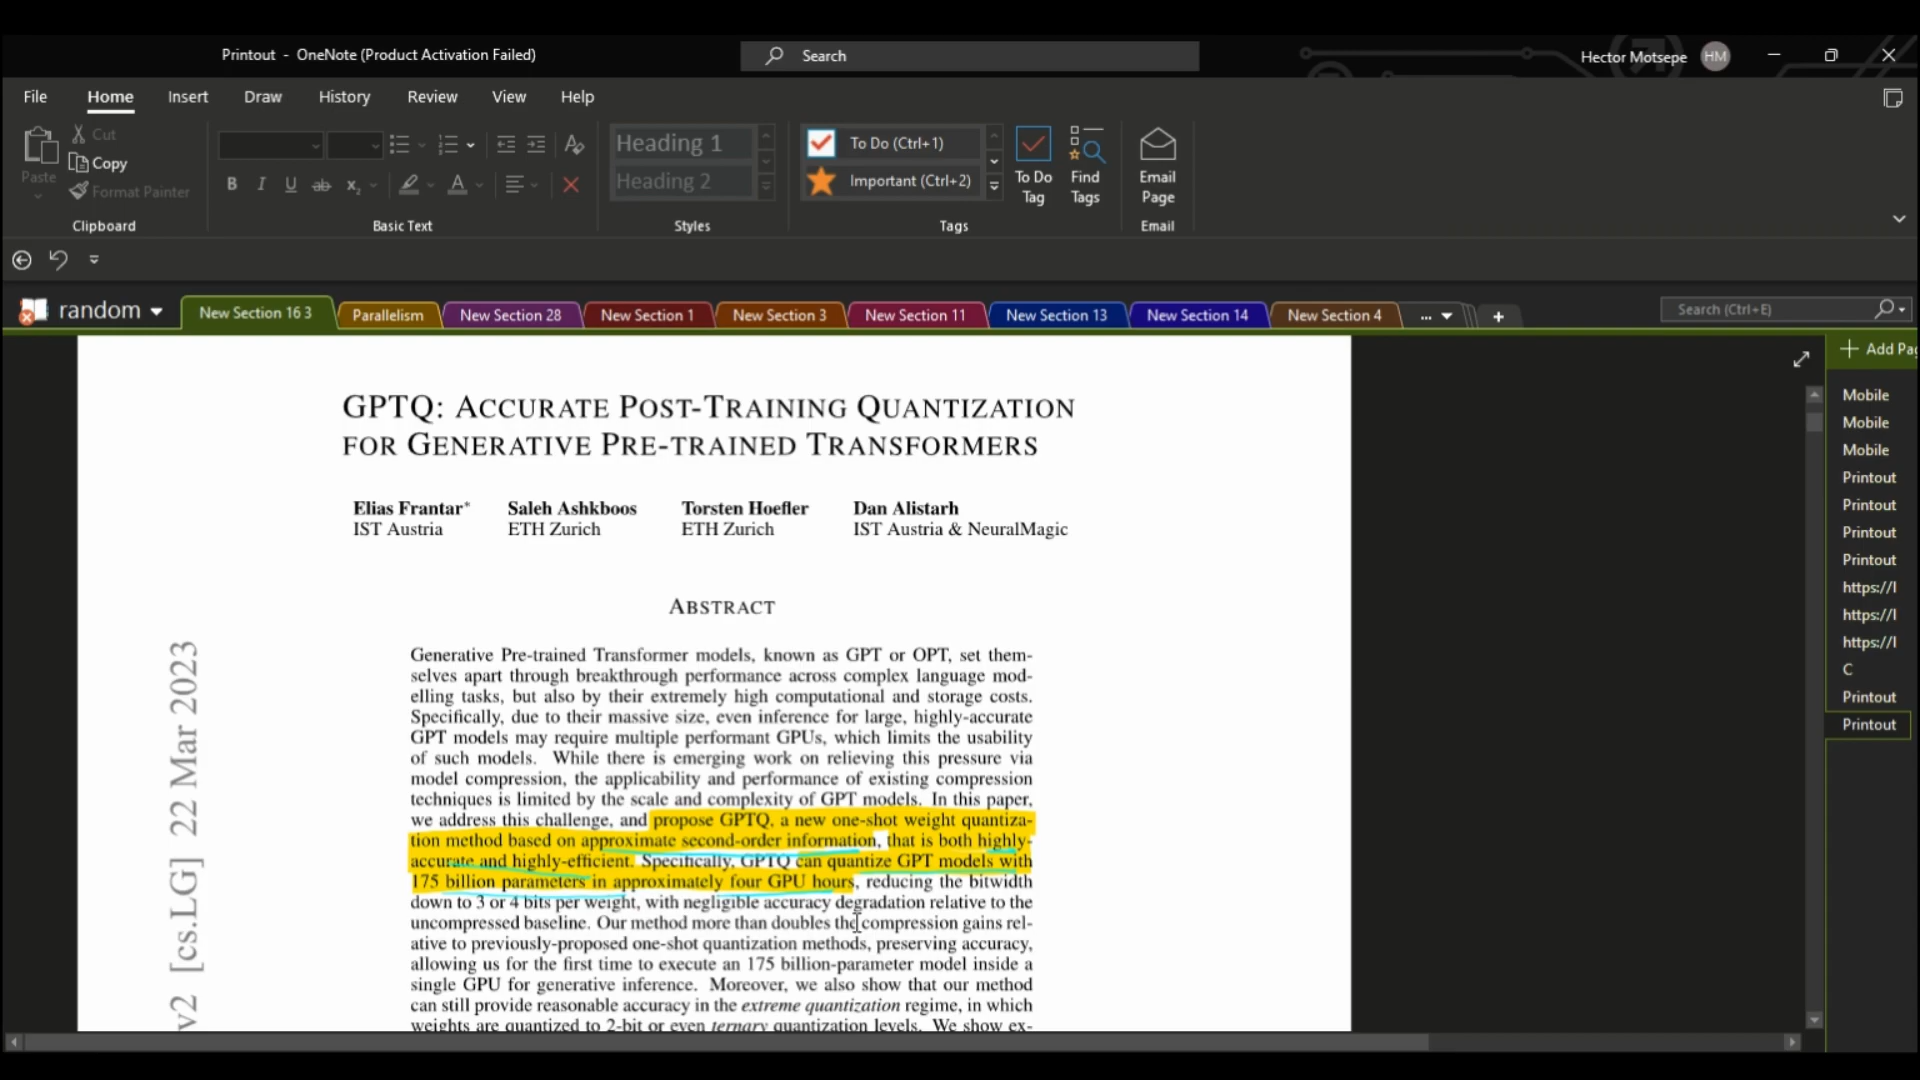 Printout - OneNote (Product Activation Failed)
Search
Hector Motsepe
HM
File
Home
Insert
Draw
History
Review
View
Help
Paste
Cut
Copy
Format Painter
Clipboard
Basic Text
Heading 1
Heading 2
Styles
To Do (Ctrl+1)
Important (Ctrl+2)
To Do
Tag
Find
Tags
Tags
Email
Page
Email
random
New Section 16 3
Parallelism
New Section 28
New Section 1
New Section 3
New Section 11
New Section 13
New Section 14
New Section 4
...
Search (Ctrl+E)
GPTQ: ACCURATE POST-TRAINING QUANTIZATION
FOR GENERATIVE PRE-TRAINED TRANSFORMERS
Elias Frantar* Saleh Ashkboos Torsten Hoefler Dan Alistarh
IST Austria ETH Zurich ETH Zurich IST Austria & NeuralMagic
ABSTRACT
Generative Pre-trained Transformer models, known as GPT or OPT, set them-
selves apart through breakthrough performance across complex language mod-
elling tasks, but also by their extremely high computational and storage costs.
Specifically, due to their massive size, even inference for large, highly-accurate
GPT models may require multiple performant GPUs, which limits the usability
of such models. While there is emerging work on relieving this pressure via
model compression, the applicability and performance of existing compression
techniques is limited by the scale and complexity of GPT models. In this paper,
we address this challenge, and propose GPTQ, a new one-shot weight quantiza-
tion method based on approximate second-order information, that is both highly-
accurate and highly-efficient. Specifically, GPTQ can quantize GPT models with
175 billion parameters in approximately four GPU hours, reducing the bitwidth
down to 3 or 4 bits per weight, with negligible accuracy degradation relative to the
uncompressed baseline. Our method more than doubles the compression gains rel-
ative to previously-proposed one-shot quantization methods, preserving accuracy,
allowing us for the first time to execute an 175 billion-parameter model inside a
single GPU for generative inference. Moreover, we also show that our method
can still provide reasonable accuracy in the extreme quantization regime, in which
weights are quantized to 2-bit or even ternary quantization levels. We show ex-
v2 [cs.LG] 22 Mar 2023
Add Pag
Mobile
Mobile
Mobile
Printout
Printout
Printout
Printout
https://l
https://l
https://l
C
Printout
Printout